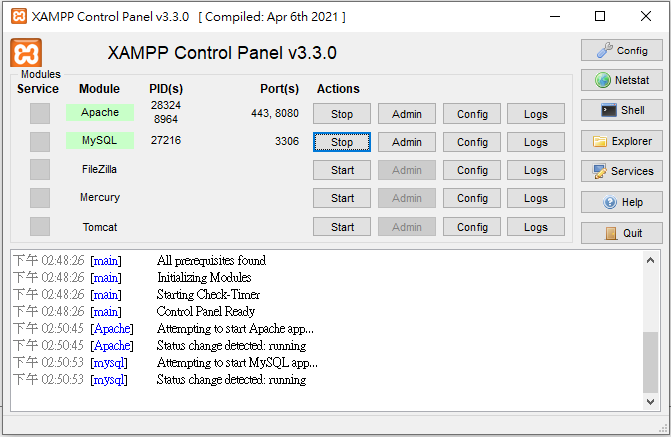 XAMPP Control Panel v3.3.0 [ Compiled: Apr 6th 2021 ]
XAMPP Control Panel v3.3.0
Config
Modules
Service Module PID(s) Port(s) Actions
Netstat
Apache 28324 8964 443, 8080 Stop Admin Config Logs
Shell
MySQL 27216 3306 Stop Admin Config Logs
Explorer
FileZilla Start Admin Config Logs
Services
Mercury Start Admin Config Logs
Help
Tomcat Start Admin Config Logs
Quit
下午 02:48:26 [main] All prerequisites found
下午 02:48:26 [main] Initializing Modules
下午 02:48:26 [main] Starting Check-Timer
下午 02:48:26 [main] Control Panel Ready
下午 02:50:45 [Apache] Attempting to start Apache app...
下午 02:50:45 [Apache] Status change detected: running
下午 02:50:53 [mysql] Attempting to start MySQL app...
下午 02:50:53 [mysql] Status change detected: running